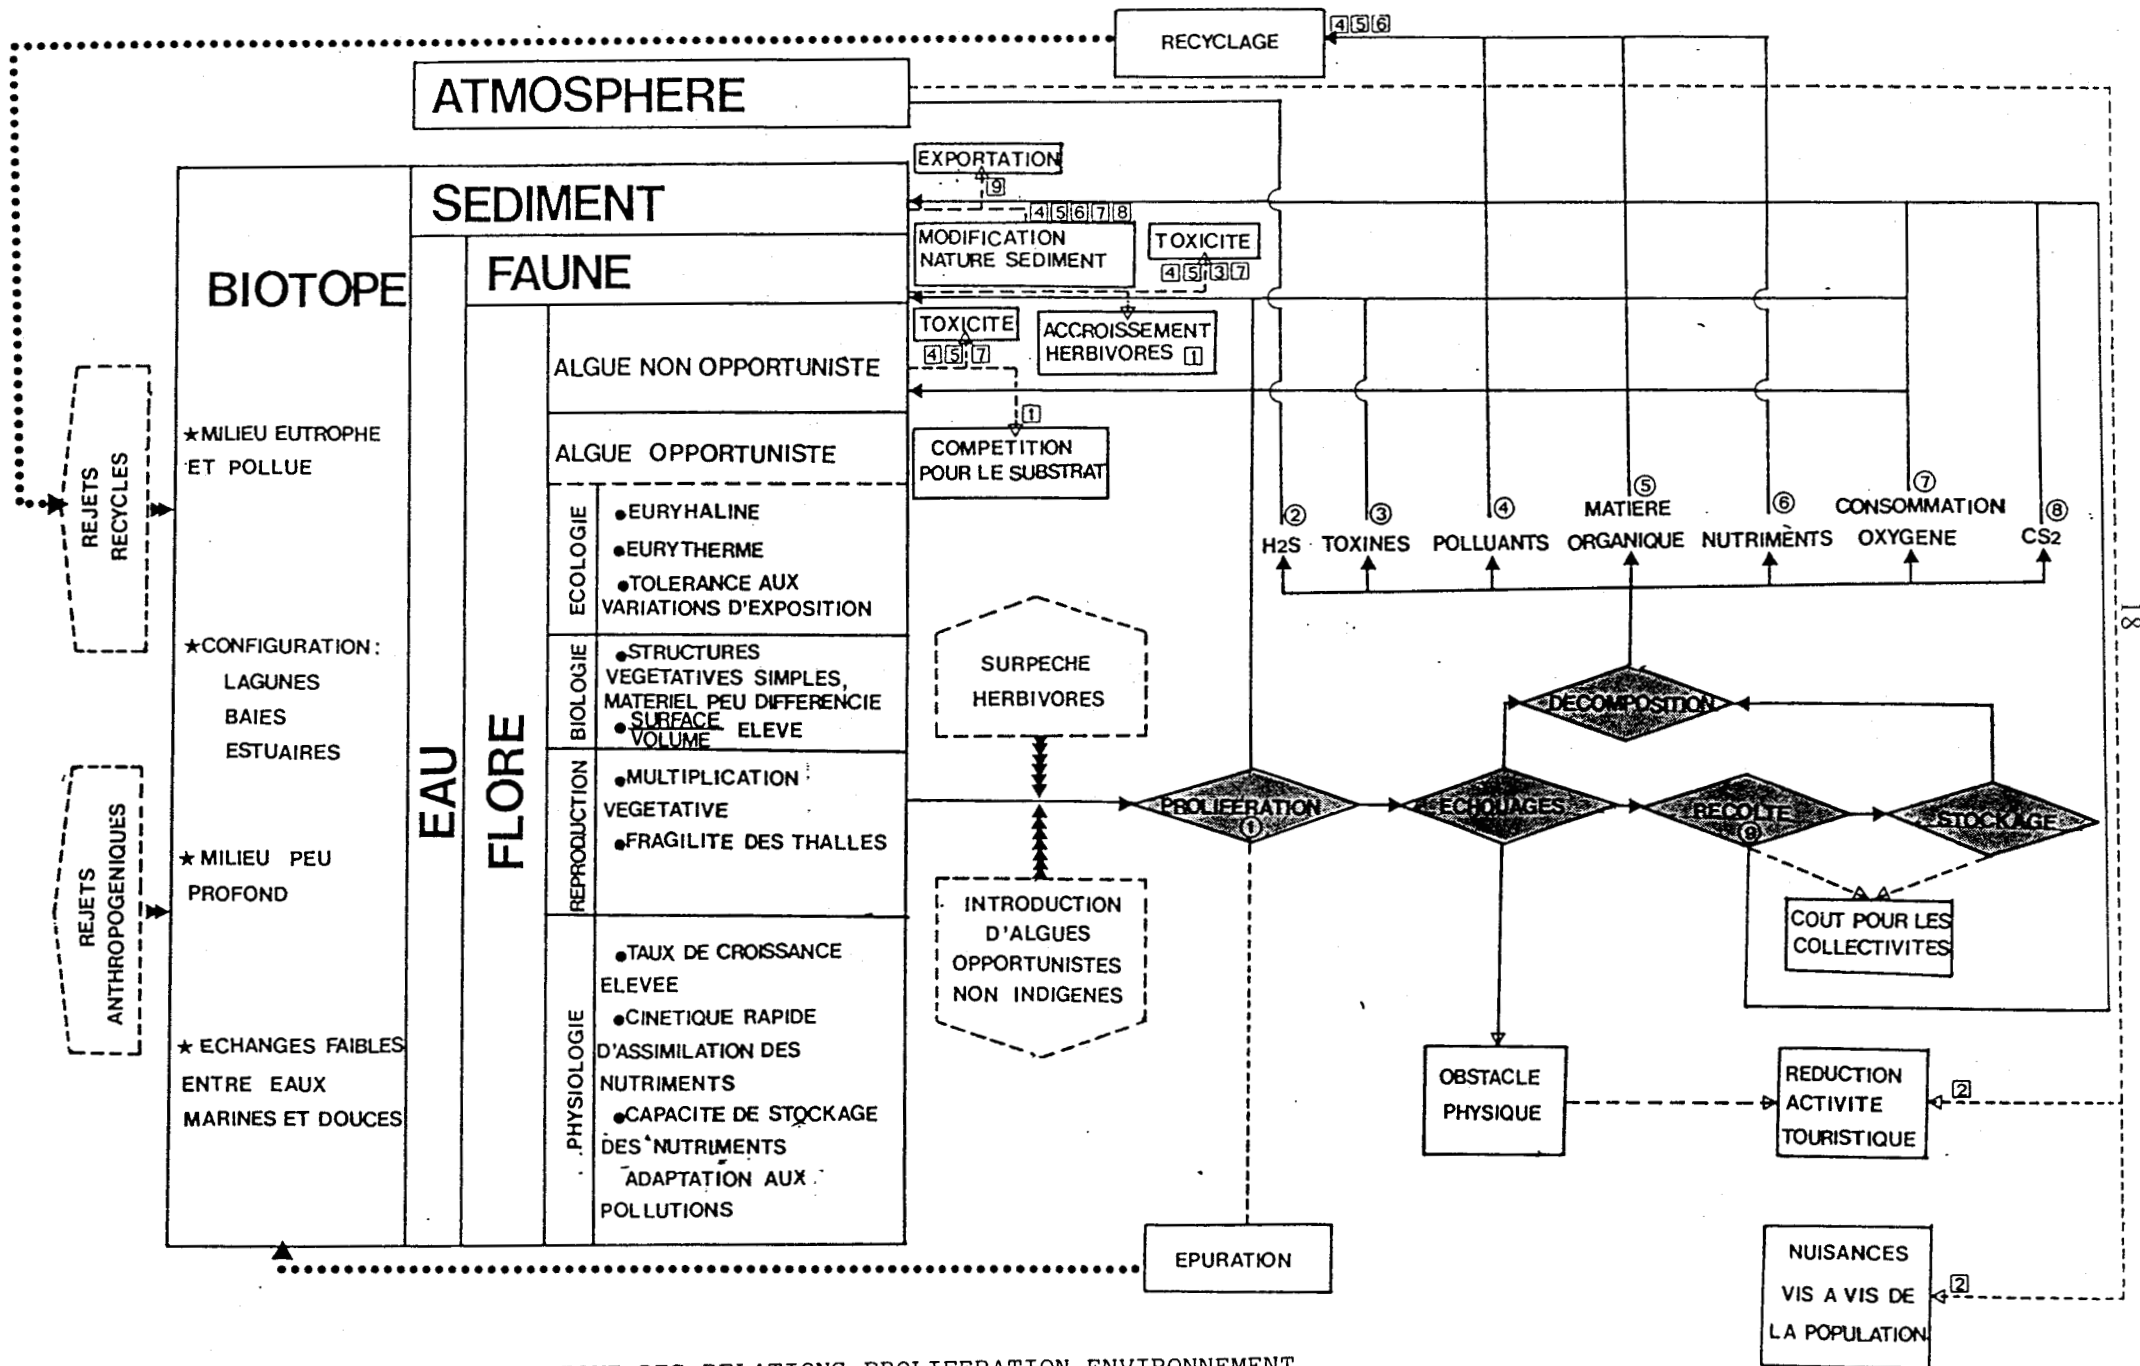 RECYCLAGE
4 5 6
ATMOSPHERE
EXPORTATION
9
SEDIMENT
4 5 6 7 8
MODIFICATION
NATURE SEDIMENT
TOXICITE
4 5 3 7
BIOTOPE
FAUNE
TOXICITE
4 5 7
ACCROISSEMENT
HERBIVORES 1
ALGUE NON OPPORTUNISTE
1
ALGUE OPPORTUNISTE
COMPETITION
POUR LE SUBSTRAT
★MILIEU EUTROPHE
ET POLLUE
REJETS
RECYCLES
ECOLOGIE
●EURYHALINE
●EURYTHERME
●TOLERANCE AUX
VARIATIONS D'EXPOSITION
② H2S
③ TOXINES
④ POLLUANTS
⑤ MATIERE
ORGANIQUE
⑥ NUTRIMENTS
⑦ CONSOMMATION
OXYGENE
⑧ CS2
18
★CONFIGURATION:
LAGUNES
BAIES
ESTUAIRES
BIOLOGIE
●STRUCTURES
VEGETATIVES SIMPLES,
MATERIEL PEU DIFFERENCIE
●SURFACE
VOLUME ELEVE
SURPECHE
HERBIVORES
DECOMPOSITION
EAU
FLORE
REPRODUCTION
●MULTIPLICATION
VEGETATIVE
●FRAGILITE DES THALLES
PROLIFERATION
①
ECHOUAGES
RECOLTE
⑨
STOCKAGE
REJETS
ANTHROPOGENIQUES
★ MILIEU PEU
PROFOND
INTRODUCTION
D'ALGUES
OPPORTUNISTES
NON INDIGENES
COUT POUR LES
COLLECTIVITES
★ ECHANGES FAIBLES
ENTRE EAUX
MARINES ET DOUCES
PHYSIOLOGIE
●TAUX DE CROISSANCE
ELEVEE
●CINETIQUE RAPIDE
D'ASSIMILATION DES
NUTRIMENTS
●CAPACITE DE STOCKAGE
DES NUTRIMENTS
ADAPTATION AUX
POLLUTIONS
OBSTACLE
PHYSIQUE
REDUCTION
ACTIVITE
TOURISTIQUE
2
EPURATION
NUISANCES
VIS A VIS DE
LA POPULATION
2
DES RELATIONS PROLIFERATION ENVIRONNEMENT